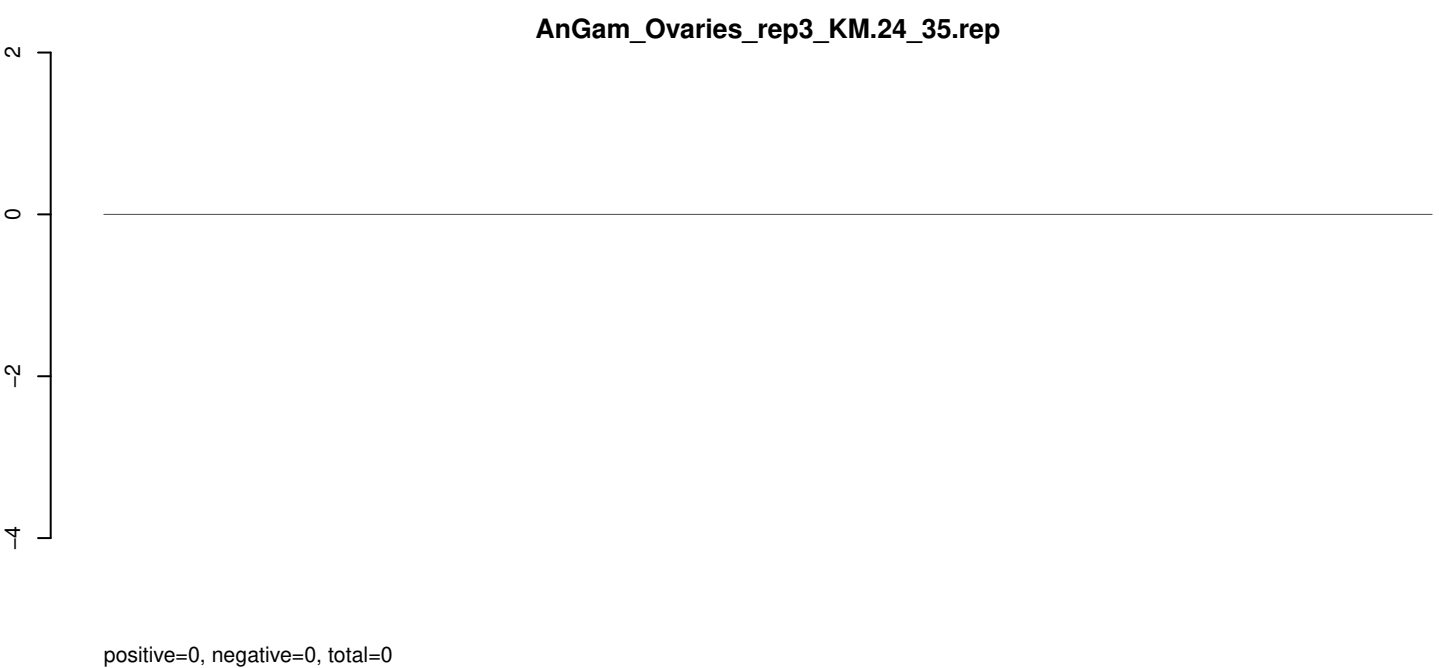 AnGam_Ovaries_rep3_KM.24_35.rep
2
0
−2
−4
positive=0, negative=0, total=0